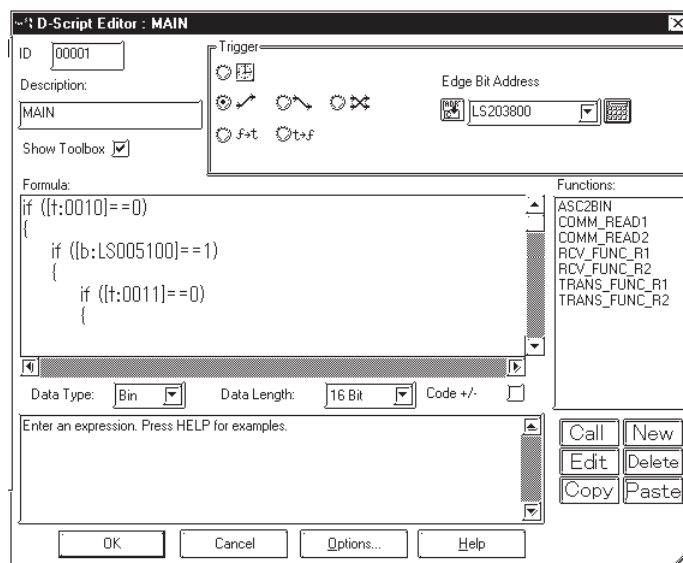 D-Script Editor : MAIN
ID 00001
Description:
MAIN
Show Toolbox
Trigger
f→t t→f
Edge Bit Address
LS203800
Formula:
if ([t:0010]==0)
{
if ([b:LS005100]==1)
{
if ([t:0011]==0)
{
Functions:
ASC2BIN
COMM_READ1
COMM_READ2
RCV_FUNC_R1
RCV_FUNC_R2
TRANS_FUNC_R1
TRANS_FUNC_R2
Data Type: Bin Data Length: 16 Bit Code +/-
Enter an expression. Press HELP for examples.
Call New
Edit Delete
Copy Paste
OK Cancel Options... Help